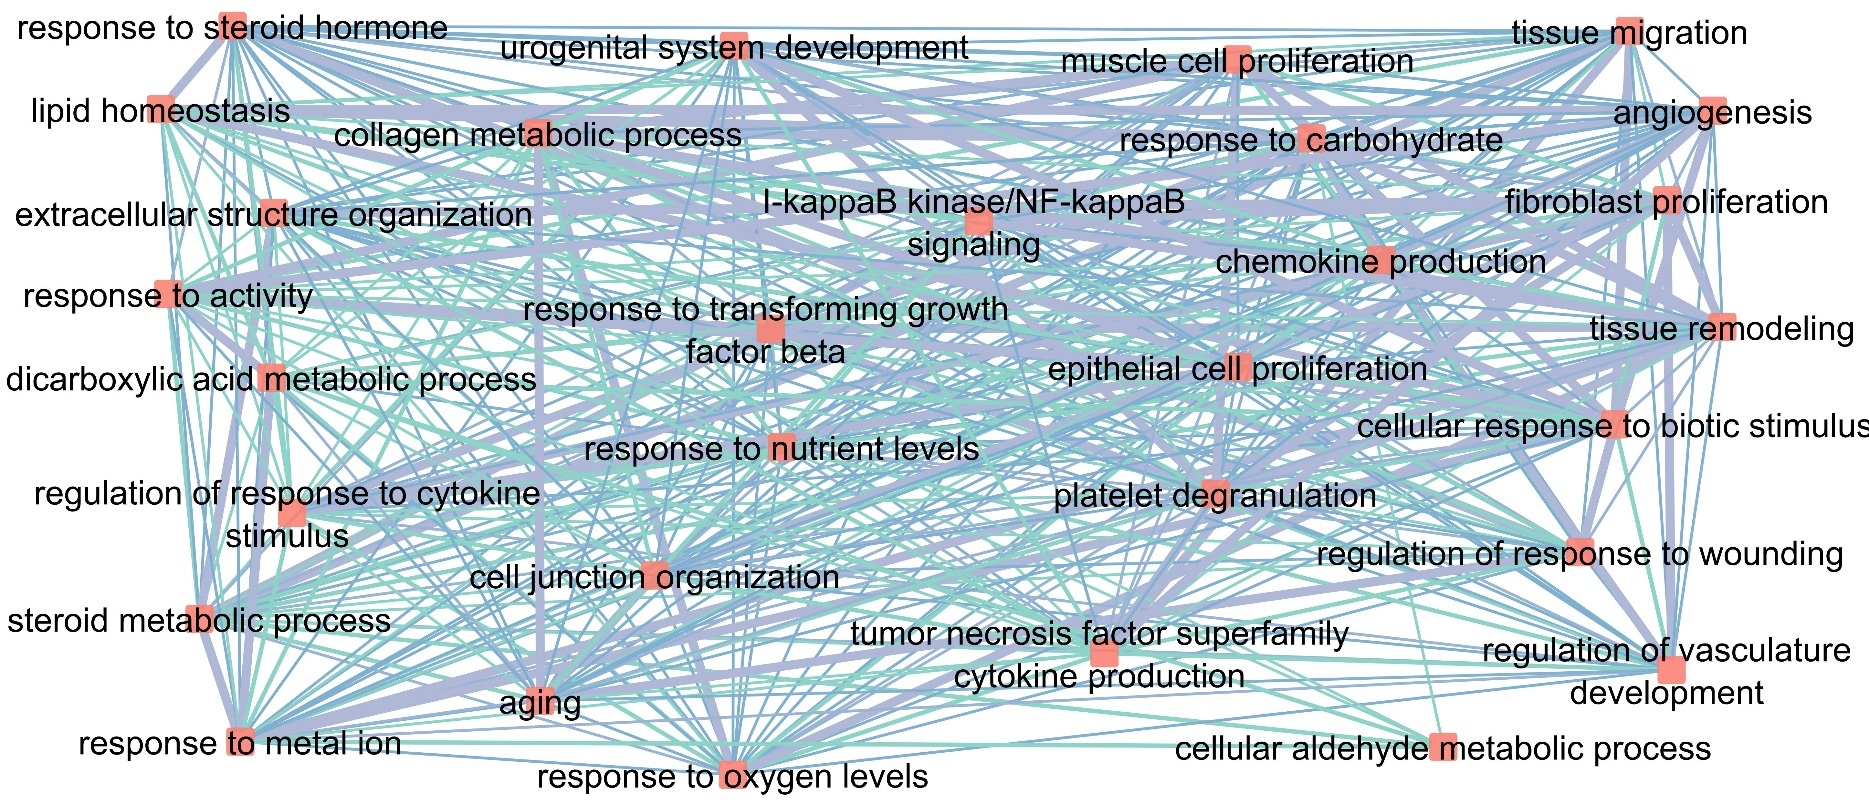 response to steroid hormone
urogenital system development
muscle cell proliferation
tissue migration
lipid homeostasis
collagen metabolic process
response to carbohydrate
angiogenesis
extracellular structure organization
I-kappaB kinase/NF-kappaB
signaling
fibroblast proliferation
chemokine production
response to activity
response to transforming growth
factor beta
tissue remodeling
dicarboxylic acid metabolic process
epithelial cell proliferation
response to nutrient levels
cellular response to biotic stimulus
regulation of response to cytokine
stimulus
platelet degranulation
regulation of response to wounding
cell junction organization
steroid metabolic process
tumor necrosis factor superfamily
cytokine production
regulation of vasculature
development
aging
response to metal ion
cellular aldehyde metabolic process
response to oxygen levels